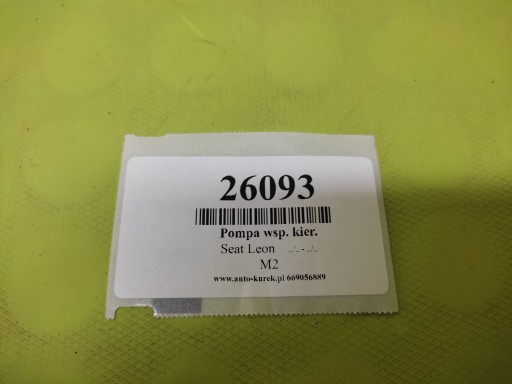 26093
Pompa wsp. kier.
Seat Leon ../.. - ../..
M2
www.auto-kurek.pl 669056889